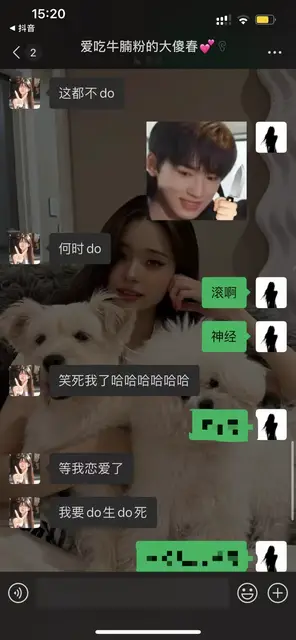 15:20
抖音
2
爱吃牛腩粉的大傻春💕
这都不do
何时do
滚啊
神经
笑死我了哈哈哈哈哈哈
等我恋爱了
我要do生do死